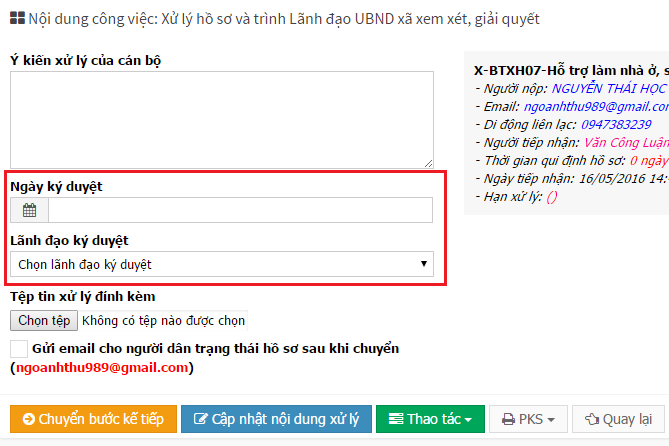 Nội dung công việc: Xử lý hồ sơ và trình Lãnh đạo UBND xã xem xét, giải quyết
Ý kiến xử lý của cán bộ
Ngày ký duyệt
Lãnh đạo ký duyệt
Chọn lãnh đạo ký duyệt
Tệp tin xử lý đính kèm
Chọn tệp Không có tệp nào được chọn
Gửi email cho người dân trạng thái hồ sơ sau khi chuyển
(ngoanhthu989@gmail.com)
X-BTXH07-Hỗ trợ làm nhà ở, s
- Người nộp: NGUYỄN THÁI HỌC
- Email: ngoanhthu989@gmail.com
- Di động liên lạc: 0947383239
- Người tiếp nhận: Văn Công Luận
- Thời gian qui định hồ sơ: 0 ngày
- Ngày tiếp nhận: 16/05/2016 14:
- Hạn xử lý: ()
Chuyển bước kế tiếp Cập nhật nội dung xử lý Thao tác PKS Quay lại